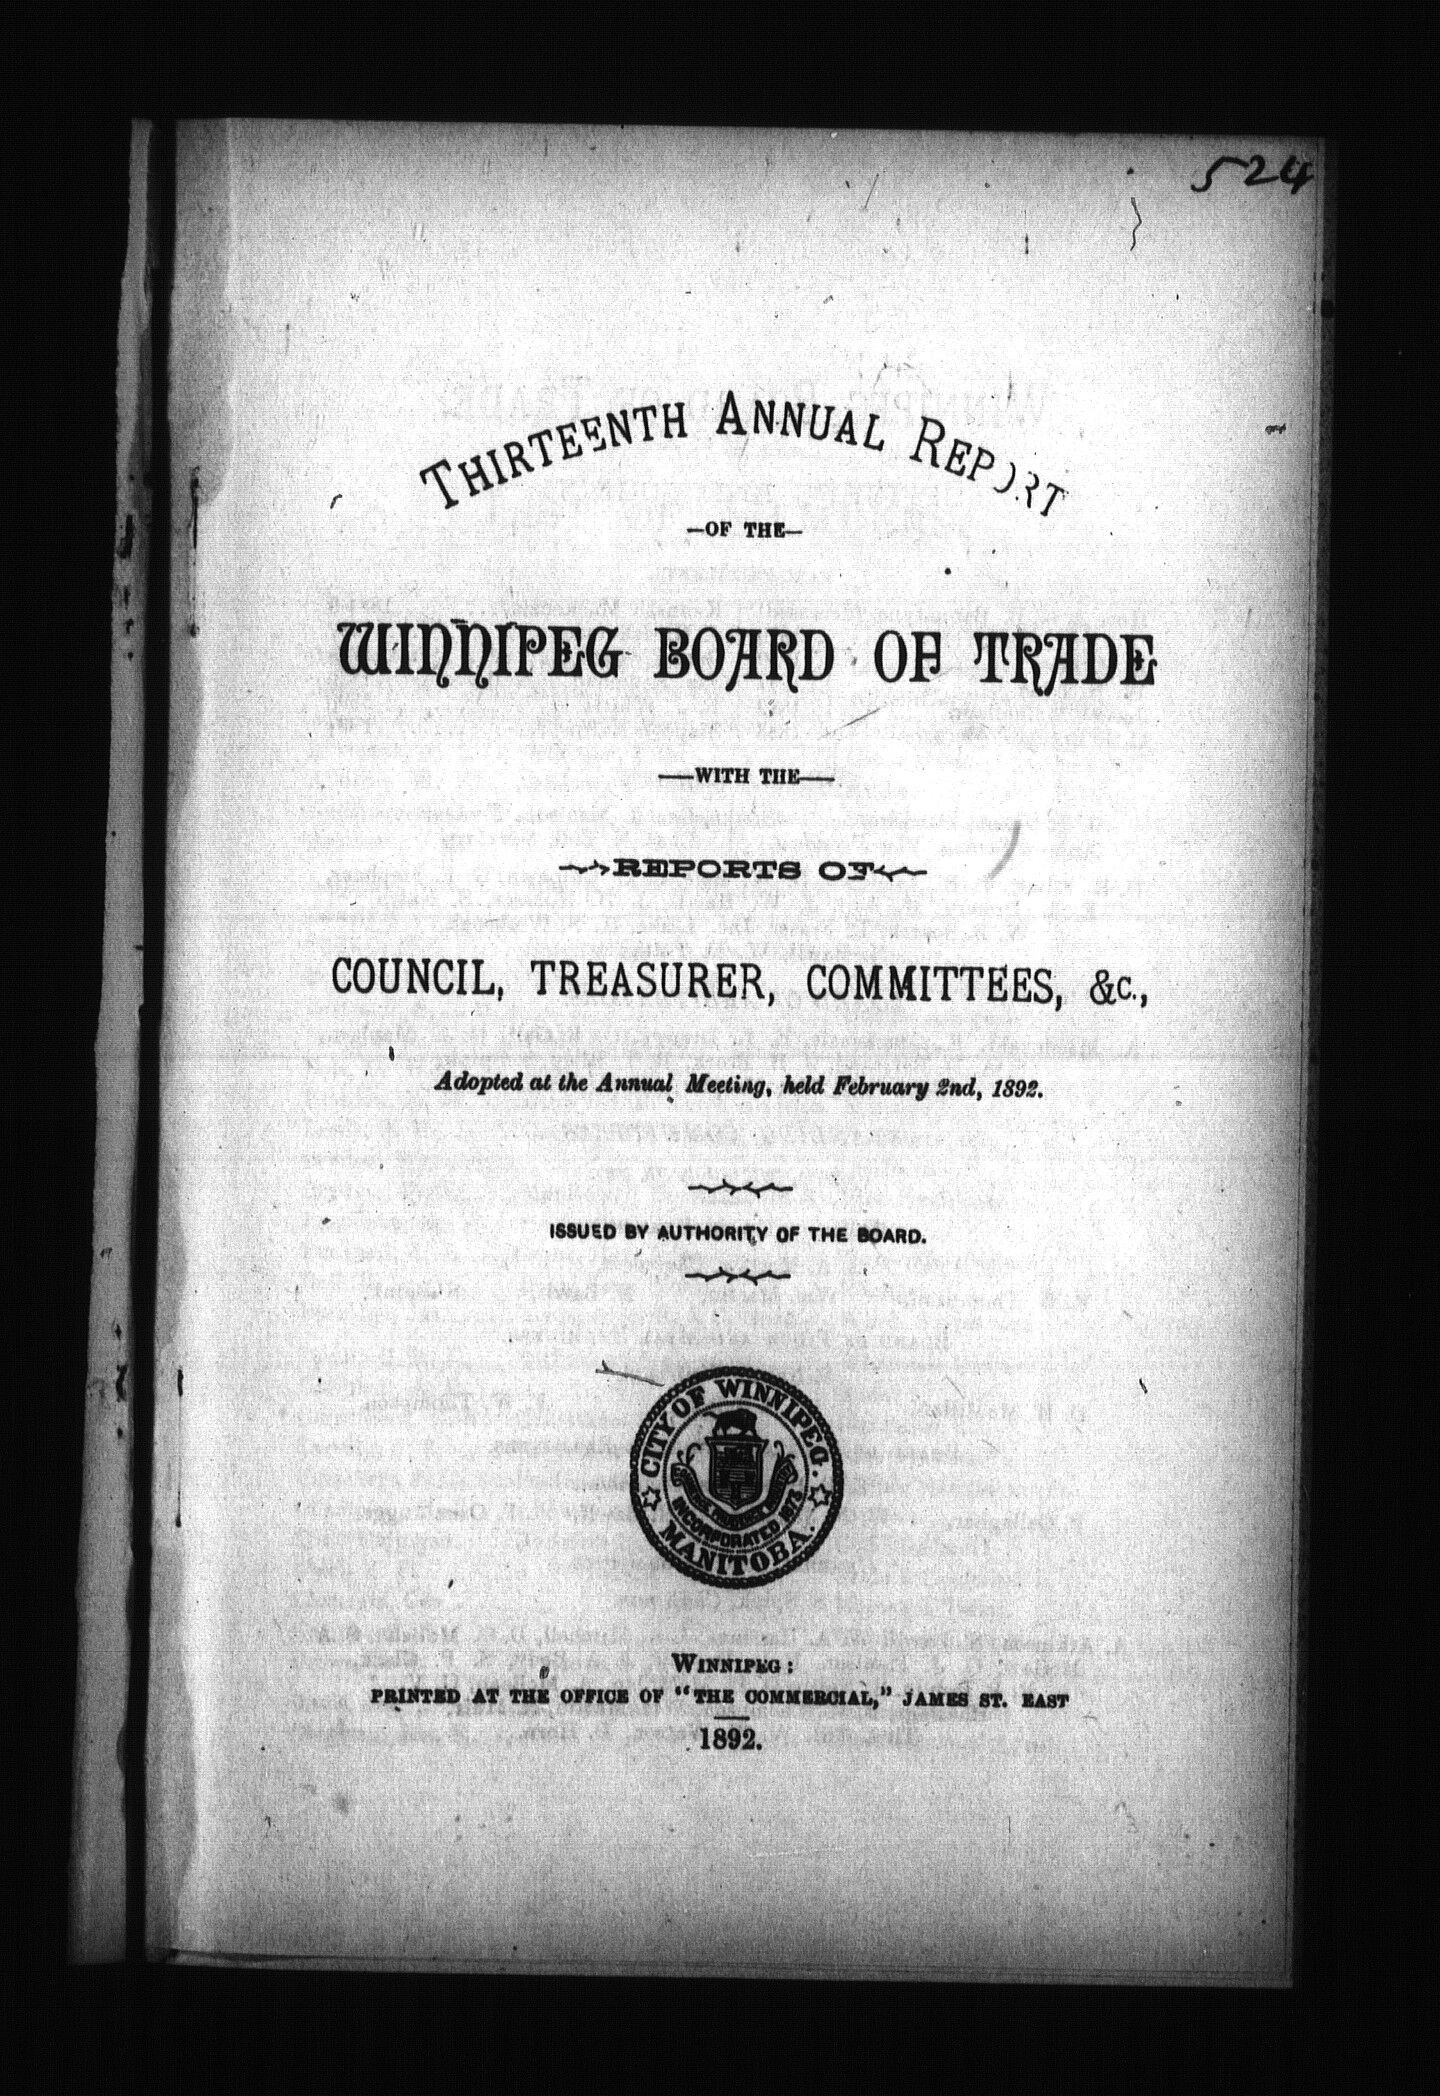 524
THIRTEENTH ANNUAL REPORT
—OF THE—
WINNIPEG BOARD OF TRADE
—WITH THE—
REPORTS OF
COUNCIL, TREASURER, COMMITTEES, &C.,
Adopted at the Annual Meeting, held February 2nd, 1892.
ISSUED BY AUTHORITY OF THE BOARD.
CITY OF WINNIPEG.
INCORPORATED 1873
MANITOBA.
WINNIPEG:
PRINTED AT THE OFFICE OF "THE COMMERCIAL," JAMES ST. EAST
1892.